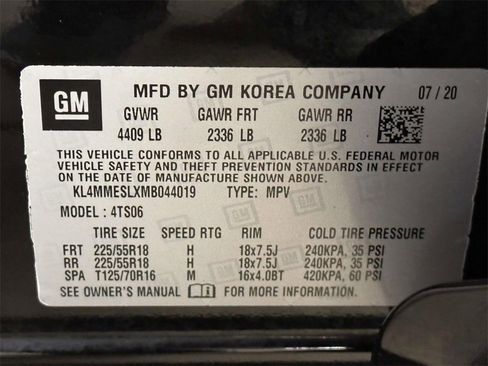 GM MFD BY GM KOREA COMPANY 07/20
GVWR GAWR FRT GAWR RR
4409 LB 2336 LB 2336 LB
THIS VEHICLE CONFORMS TO ALL APPLICABLE U.S. FEDERAL MOTOR
VEHICLE SAFETY AND THEFT PREVENTION STANDARDS IN EFFECT ON
THE DATE OF MANUFACTURE SHOWN ABOVE.
KL4MMESLXMB044019 TYPE: MPV
MODEL : 4TS06
TIRE SIZE SPEED RTG RIM COLD TIRE PRESSURE
FRT 225/55R18 H 18x7.5J 240KPA, 35 PSI
RR 225/55R18 H 18x7.5J 240KPA, 35 PSI
SPA T125/70R16 M 16x4.0BT 420KPA, 60 PSI
SEE OWNER'S MANUAL FOR MORE INFORMATION.